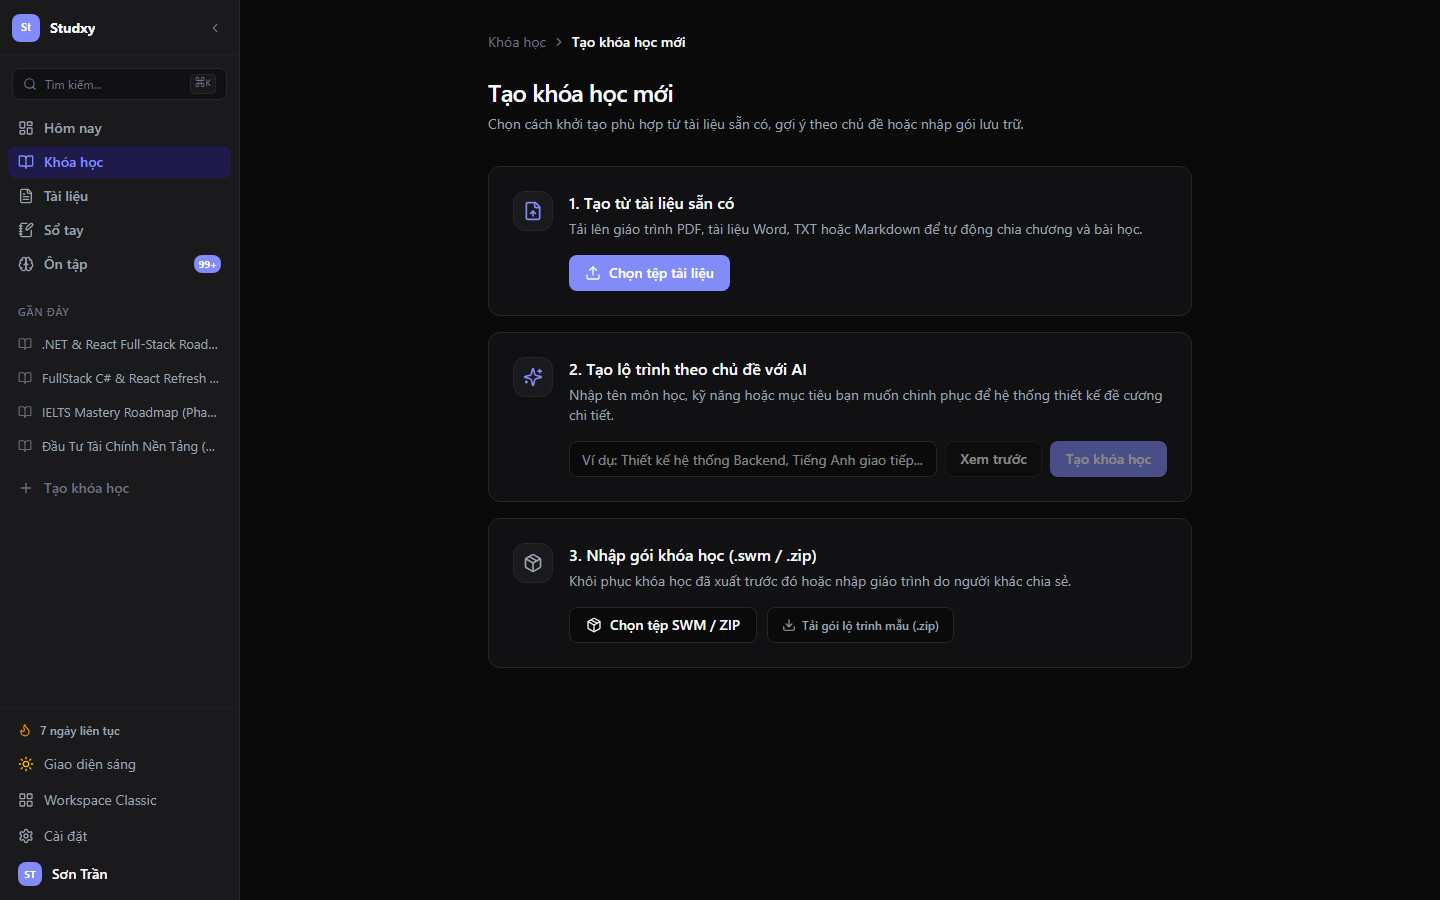 St Studxy
Tìm kiếm... ⌘K
Hôm nay
Khóa học
Tài liệu
Sổ tay
Ôn tập 99+
GẦN ĐÂY
.NET & React Full-Stack Road...
FullStack C# & React Refresh ...
IELTS Mastery Roadmap (Pha...
Đầu Tư Tài Chính Nền Tảng (...
Tạo khóa học
7 ngày liên tục
Giao diện sáng
Workspace Classic
Cài đặt
ST Sơn Trần
Khóa học > Tạo khóa học mới
Tạo khóa học mới
Chọn cách khởi tạo phù hợp từ tài liệu sẵn có, gợi ý theo chủ đề hoặc nhập gói lưu trữ.
1. Tạo từ tài liệu sẵn có
Tải lên giáo trình PDF, tài liệu Word, TXT hoặc Markdown để tự động chia chương và bài học.
Chọn tệp tài liệu
2. Tạo lộ trình theo chủ đề với AI
Nhập tên môn học, kỹ năng hoặc mục tiêu bạn muốn chinh phục để hệ thống thiết kế đề cương
chi tiết.
Ví dụ: Thiết kế hệ thống Backend, Tiếng Anh giao tiếp... Xem trước Tạo khóa học
3. Nhập gói khóa học (.swm / .zip)
Khôi phục khóa học đã xuất trước đó hoặc nhập giáo trình do người khác chia sẻ.
Chọn tệp SWM / ZIP Tải gói lộ trình mẫu (.zip)